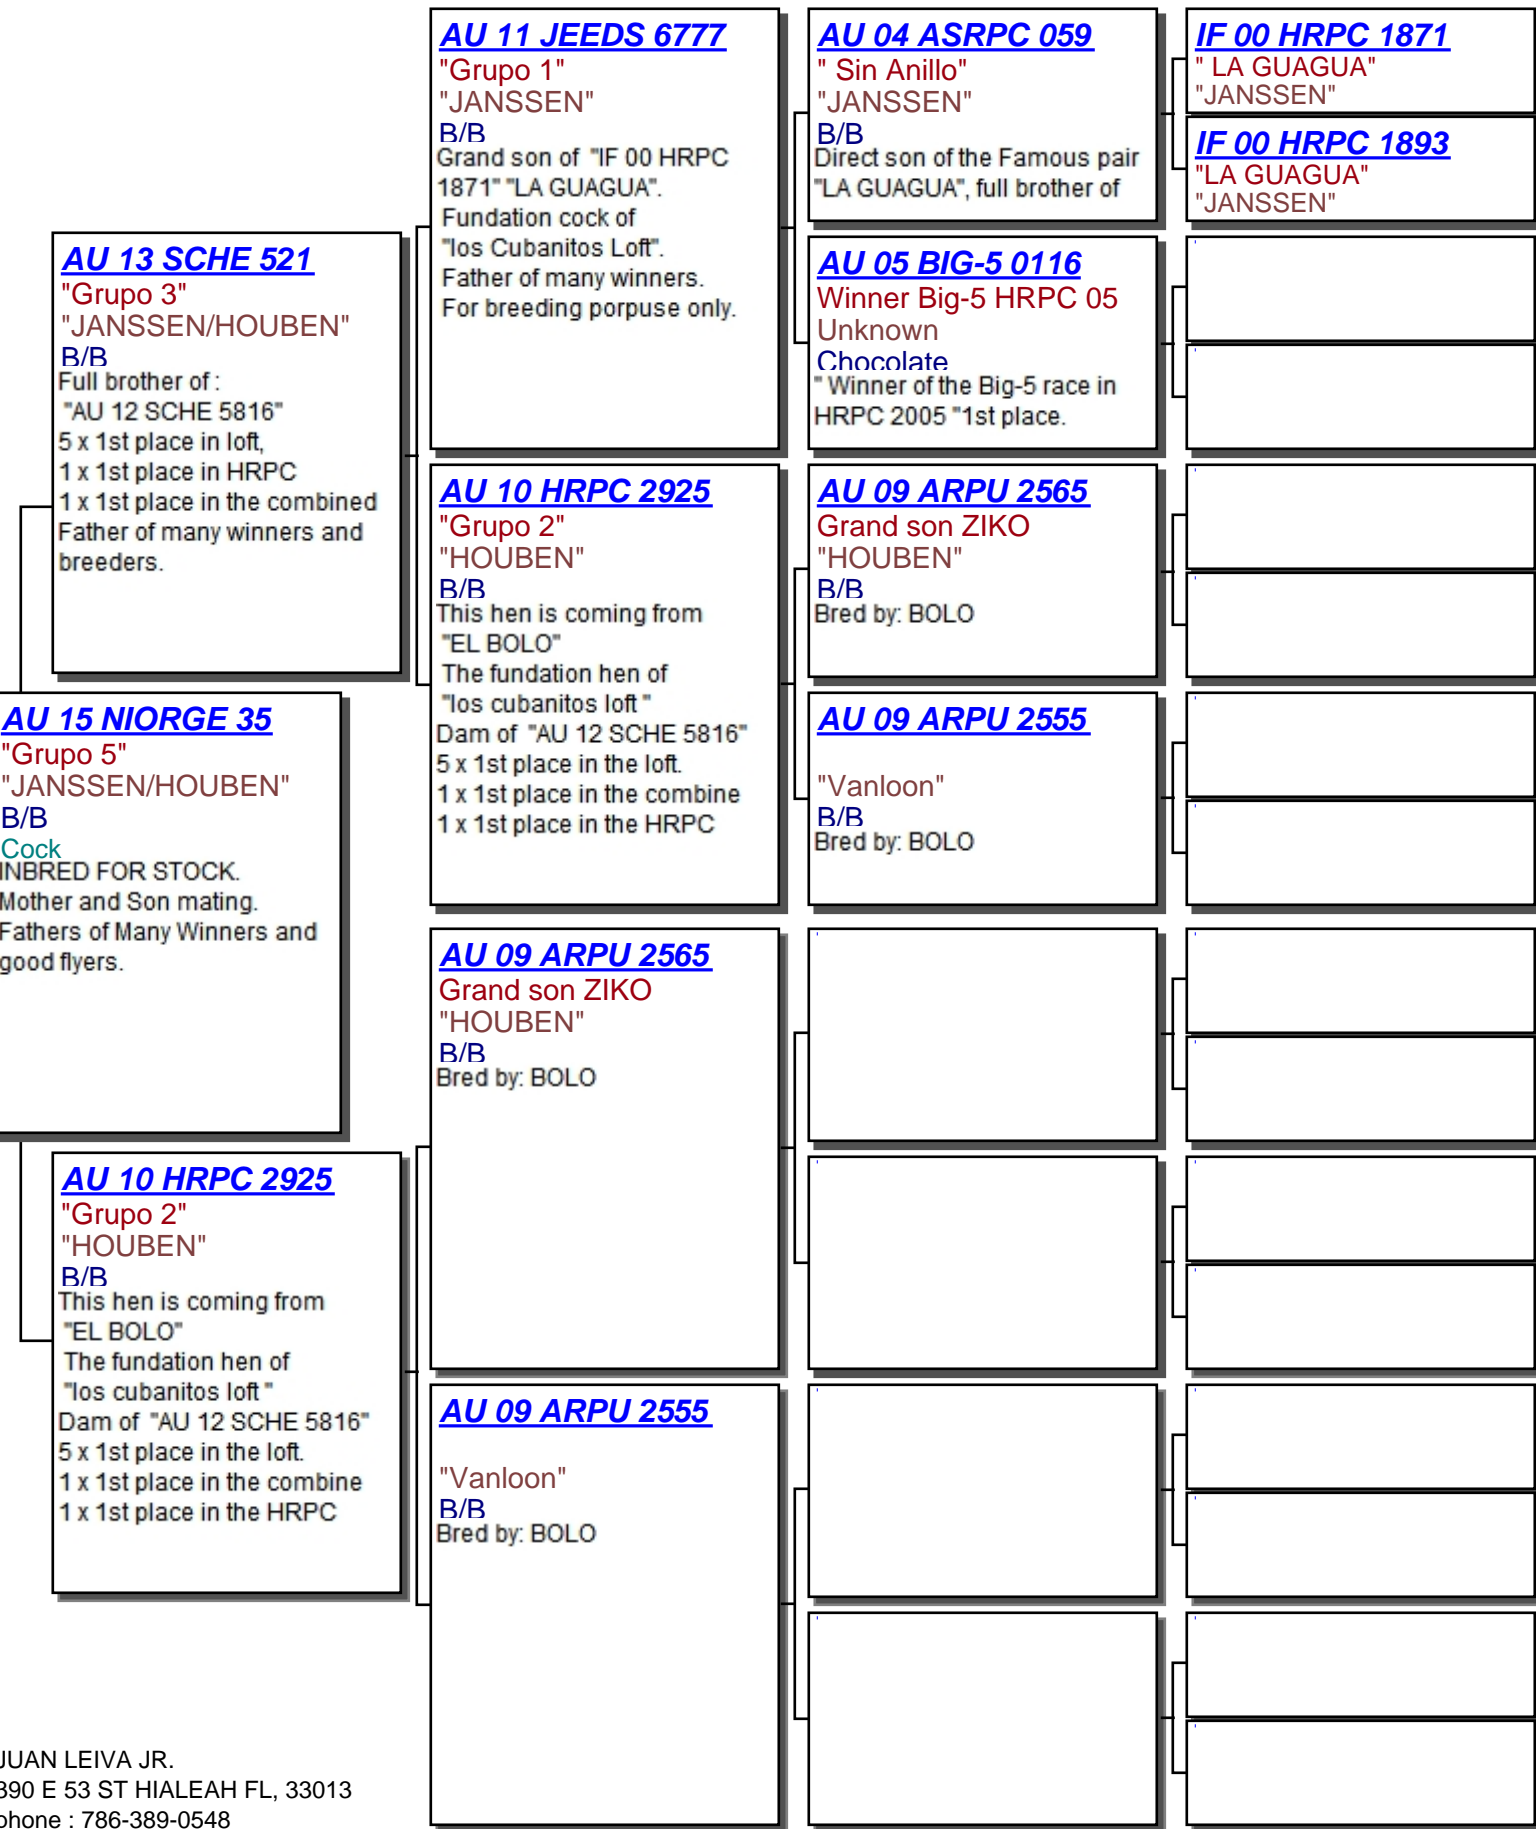 AU 15 NIORGE 35
"Grupo 5"
"JANSSEN/HOUBEN"
B/B
Cock
INBRED FOR STOCK.
Mother and Son mating.
Fathers of Many Winners and
good flyers.
AU 13 SCHE 521
"Grupo 3"
"JANSSEN/HOUBEN"
B/B
Full brother of :
"AU 12 SCHE 5816"
5 x 1st place in loft,
1 x 1st place in HRPC
1 x 1st place in the combined
Father of many winners and
breeders.
AU 10 HRPC 2925
"Grupo 2"
"HOUBEN"
B/B
This hen is coming from
"EL BOLO"
The fundation hen of
"los cubanitos loft "
Dam of "AU 12 SCHE 5816"
5 x 1st place in the loft.
1 x 1st place in the combine
1 x 1st place in the HRPC
AU 11 JEEDS 6777
"Grupo 1"
"JANSSEN"
B/B
Grand son of "IF 00 HRPC
1871" "LA GUAGUA".
Fundation cock of
"los Cubanitos Loft".
Father of many winners.
For breeding porpuse only.
AU 10 HRPC 2925
"Grupo 2"
"HOUBEN"
B/B
This hen is coming from
"EL BOLO"
The fundation hen of
"los cubanitos loft "
Dam of "AU 12 SCHE 5816"
5 x 1st place in the loft.
1 x 1st place in the combine
1 x 1st place in the HRPC
AU 09 ARPU 2565
Grand son ZIKO
"HOUBEN"
B/B
Bred by: BOLO
AU 09 ARPU 2555
"Vanloon"
B/B
Bred by: BOLO
AU 04 ASRPC 059
" Sin Anillo"
"JANSSEN"
B/B
Direct son of the Famous pair
"LA GUAGUA", full brother of
AU 05 BIG-5 0116
Winner Big-5 HRPC 05
Unknown
Chocolate
" Winner of the Big-5 race in
HRPC 2005 "1st place.
AU 09 ARPU 2565
Grand son ZIKO
"HOUBEN"
B/B
Bred by: BOLO
AU 09 ARPU 2555
"Vanloon"
B/B
Bred by: BOLO
IF 00 HRPC 1871
" LA GUAGUA"
"JANSSEN"
IF 00 HRPC 1893
"LA GUAGUA"
"JANSSEN"
JUAN LEIVA JR.
390 E 53 ST HIALEAH FL, 33013
phone : 786-389-0548